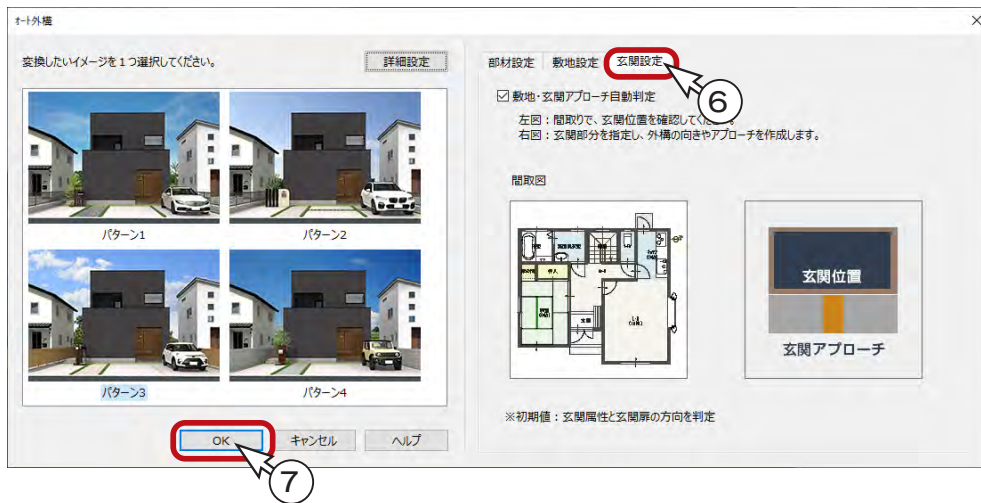 オート外構
変換したいイメージを1つ選択してください。
詳細設定
パターン1
パターン2
パターン3
パターン4
OK
キャンセル
ヘルプ
⑦
部材設定
敷地設定
玄関設定
⑥
敷地・玄関アプローチ自動判定
左図：間取りで、玄関位置を確認してく
右図：玄関部分を指定し、外構の向きやアプローチを作成します。
間取図
玄関
玄関位置
玄関アプローチ
※初期値：玄関属性と玄関扉の方向を判定